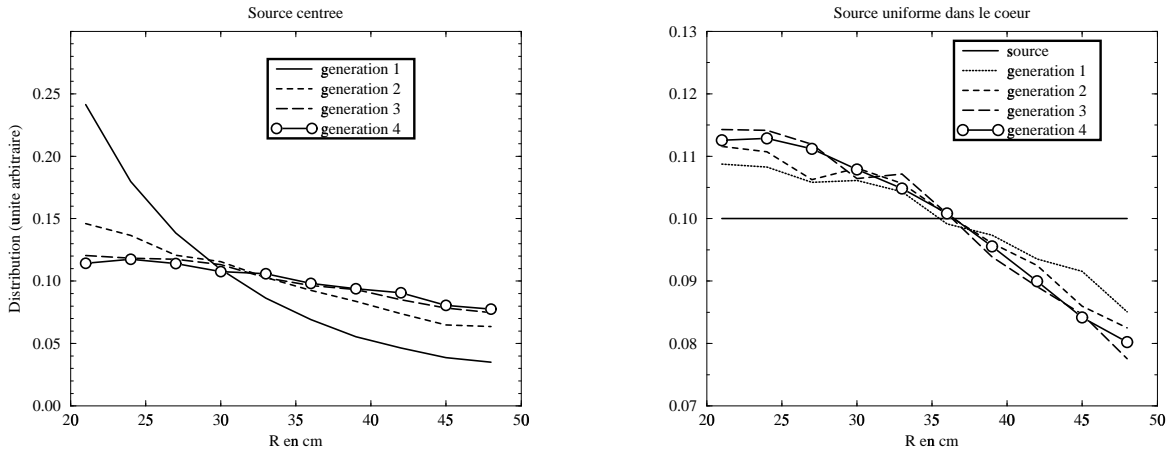 Source centree
generation 1
generation 2
generation 3
generation 4
Distribution (unite arbitraire)
0.25
0.20
0.15
0.10
0.05
0.00
20 25 30 35 40 45 50
R en cm
Source uniforme dans le coeur
source
generation 1
generation 2
generation 3
generation 4
0.13
0.12
0.11
0.10
0.09
0.08
0.07
20 25 30 35 40 45 50
R en cm